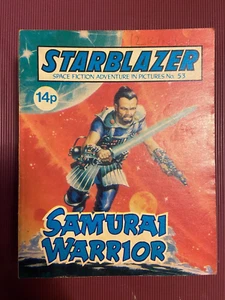 STARBLAZER
SPACE FICTION ADVENTURE IN PICTURES No. 53
14p
SAMURAI
WARRIOR